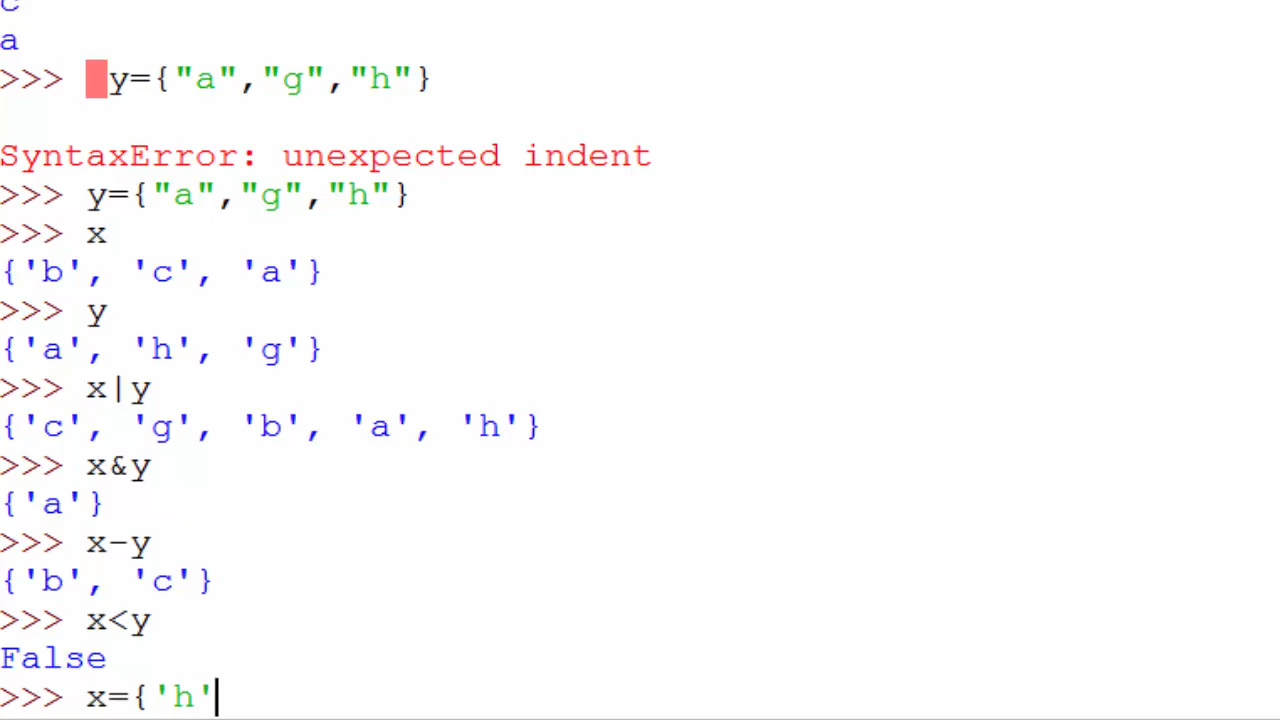 c
a
>>>  y={"a","g","h"}
SyntaxError: unexpected indent
>>> y={"a","g","h"}
>>> x
{'b', 'c', 'a'}
>>> y
{'a', 'h', 'g'}
>>> x|y
{'c', 'g', 'b', 'a', 'h'}
>>> x&y
{'a'}
>>> x-y
{'b', 'c'}
>>> x<y
False
>>> x={'h'